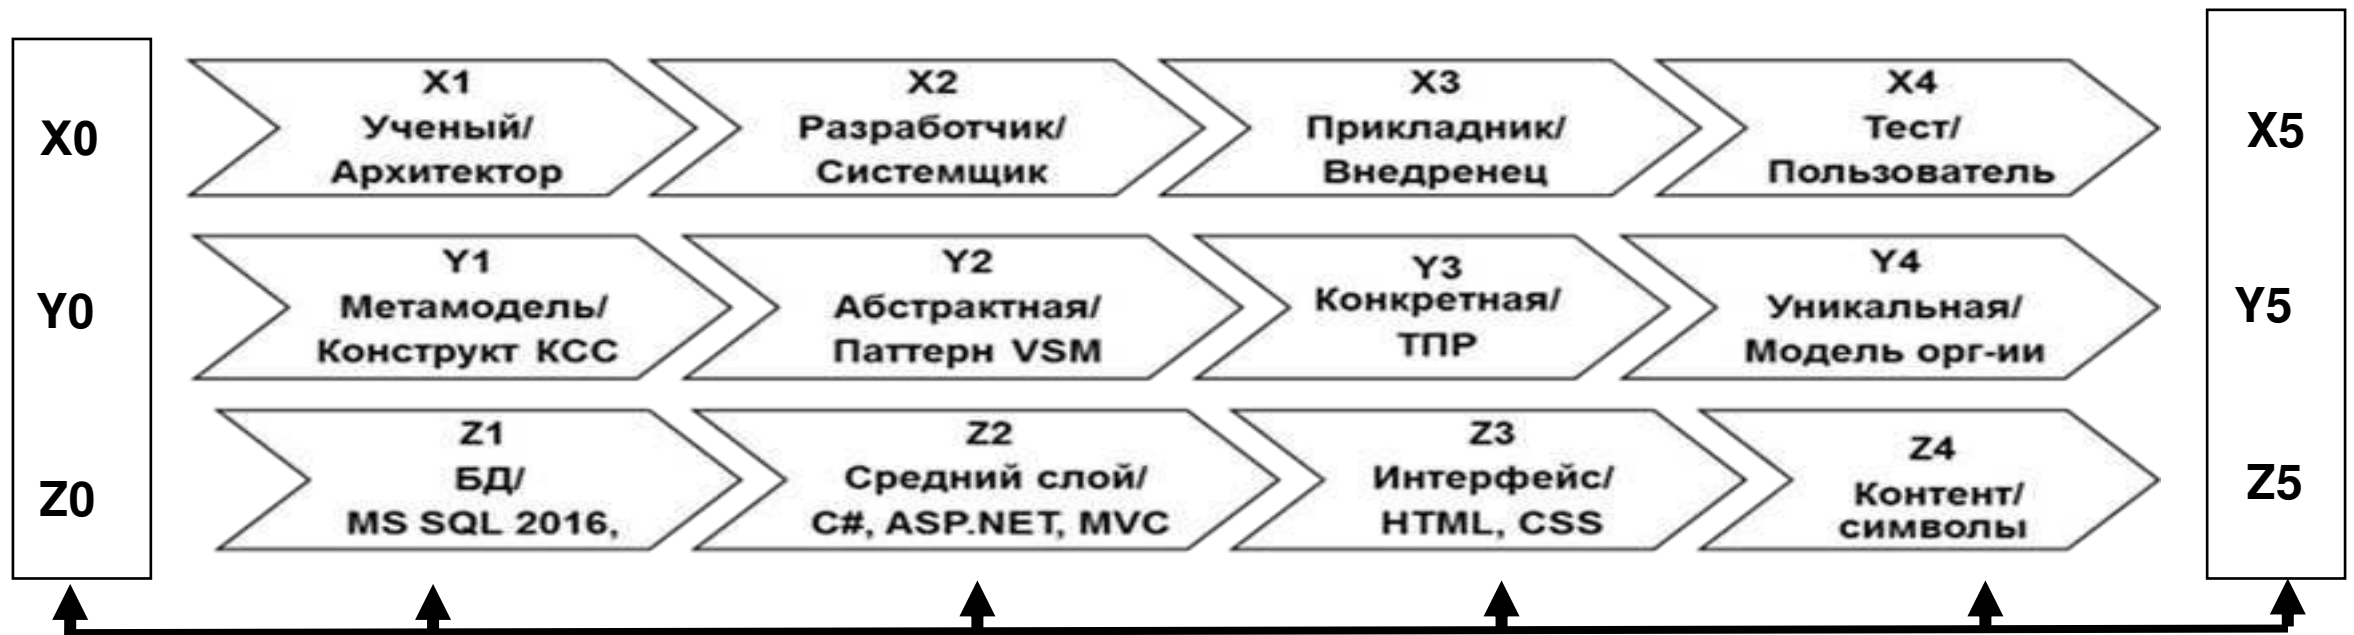 X0
X1
Ученый/
Архитектор
X2
Разработчик/
Системщик
X3
Прикладник/
Внедренец
X4
Тест/
Пользователь
X5
Y0
Y1
Метамодель/
Конструкт КСС
Y2
Абстрактная/
Паттерн VSM
Y3
Конкретная/
ТПР
Y4
Уникальная/
Модель орг-ии
Y5
Z0
Z1
БД/
MS SQL 2016,
Z2
Средний слой/
C#, ASP.NET, MVC
Z3
Интерфейс/
HTML, CSS
Z4
Контент/
символы
Z5